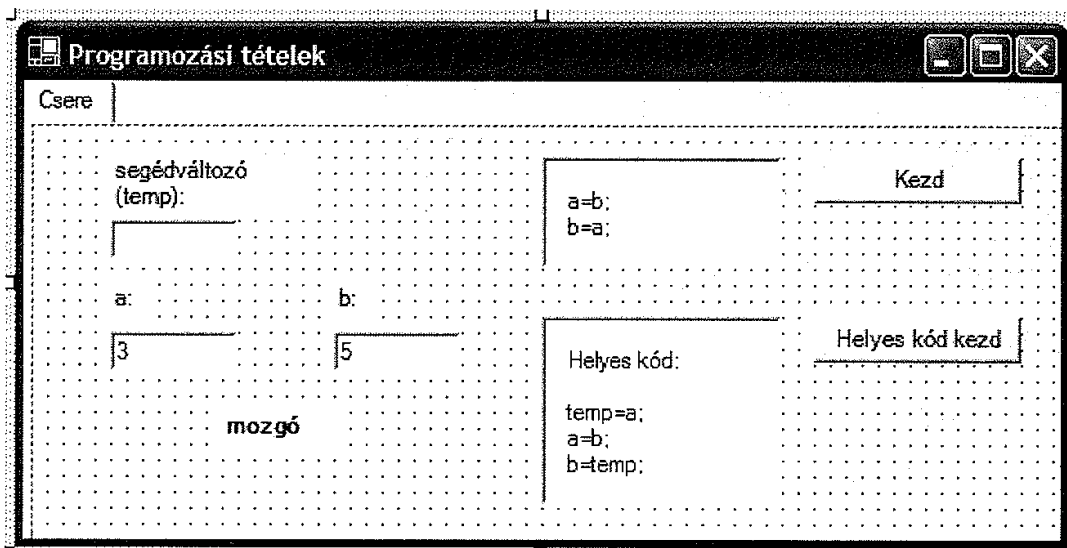 Programozási tételek
Csere
segédváltozó
(temp):
a=b;
b=a;
Kezd
a:
b:
3
5
Helyes kód:
temp=a;
a=b;
b=temp;
Helyes kód kezd
mozgó